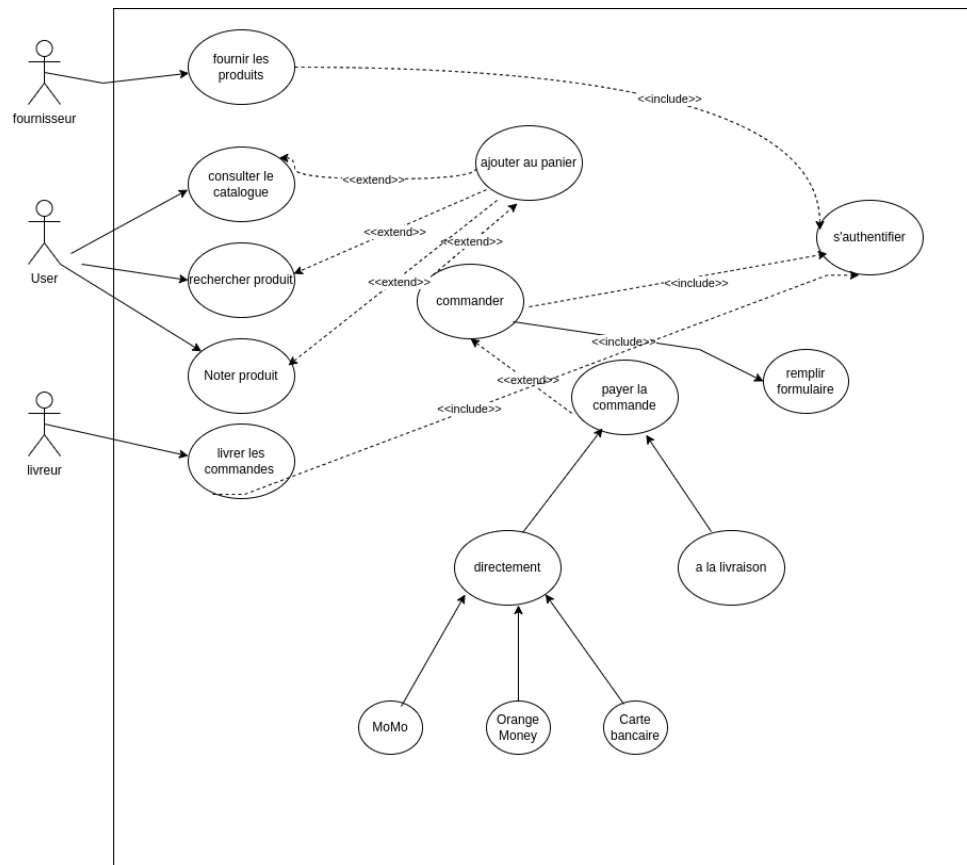 fournir les
produits
fournisseur
<<include>>
ajouter au panier
consulter le
catalogue
<<extend>>
s'authentifier
<<extend>>
<<extend>>
User
rechercher produit
<<extend>>
<<include>>
commander
<<include>>
Noter produit
<<extend>>
payer la
commande
remplir
formulaire
<<include>>
livreur
livrer les
commandes
directement
a la livraison
MoMo
Orange
Money
Carte
bancaire